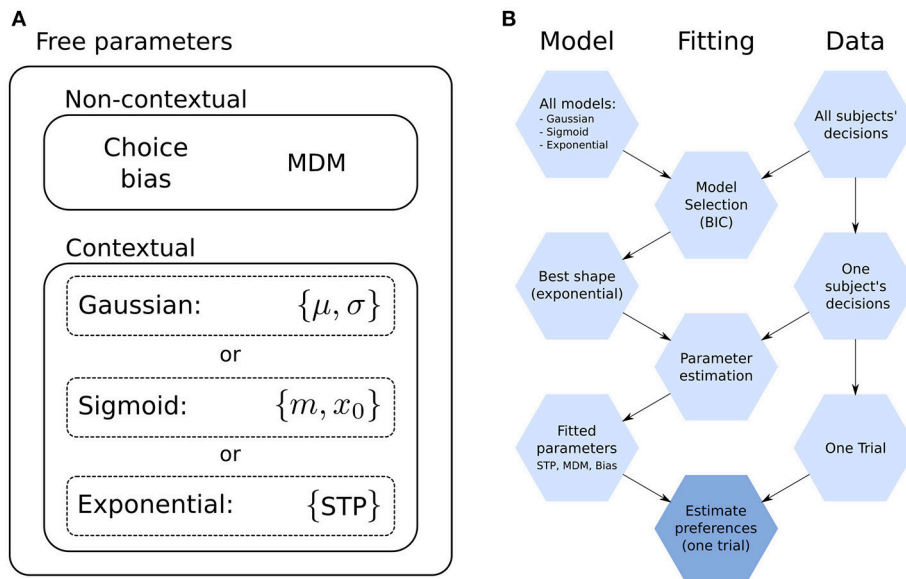 A
Free parameters
Non-contextual
Choice
bias
MDM
Contextual
Gaussian: {μ, σ}
or
Sigmoid: {m, x₀}
or
Exponential: {STP}
B
Model Fitting Data
All models:
- Gaussian
- Sigmoid
- Exponential
All subjects'
decisions
Model
Selection
(BIC)
Best shape
(exponential)
One
subject's
decisions
Parameter
estimation
Fitted
parameters
STP, MDM, Bias
One Trial
Estimate
preferences
(one trial)